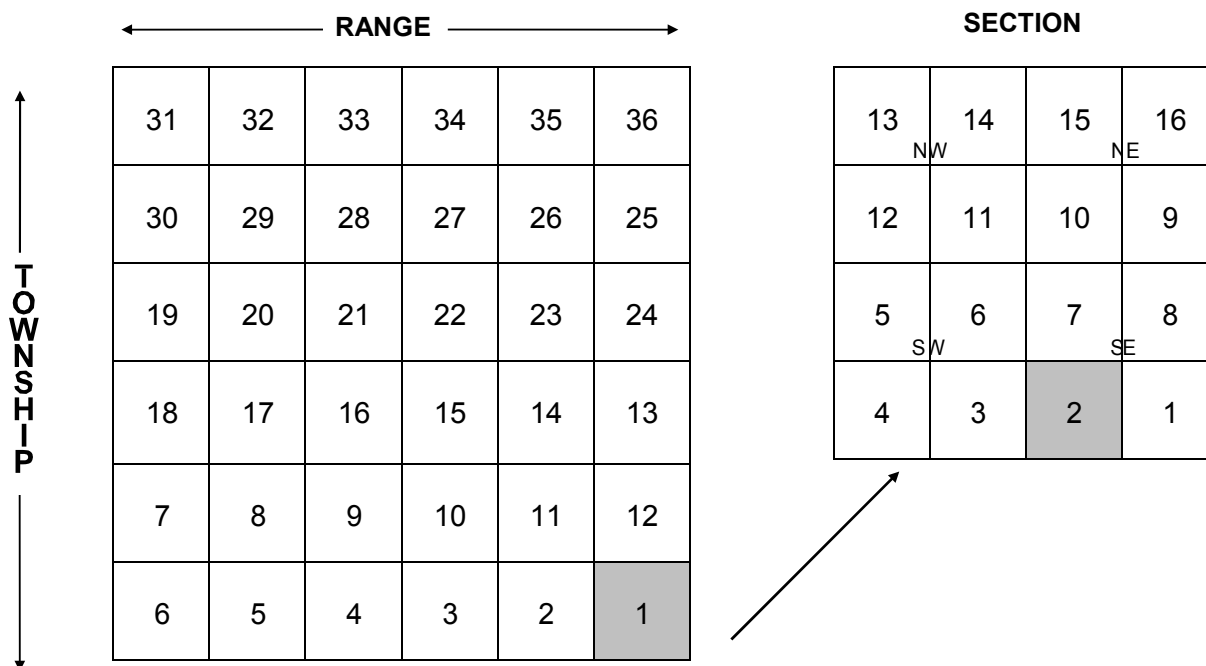 RANGE
SECTION
TOWNSHIP
31 32 33 34 35 36
30 29 28 27 26 25
19 20 21 22 23 24
18 17 16 15 14 13
7 8 9 10 11 12
6 5 4 3 2 1
13 14 15 16
NW NE
12 11 10 9
5 6 7 8
SW SE
4 3 2 1